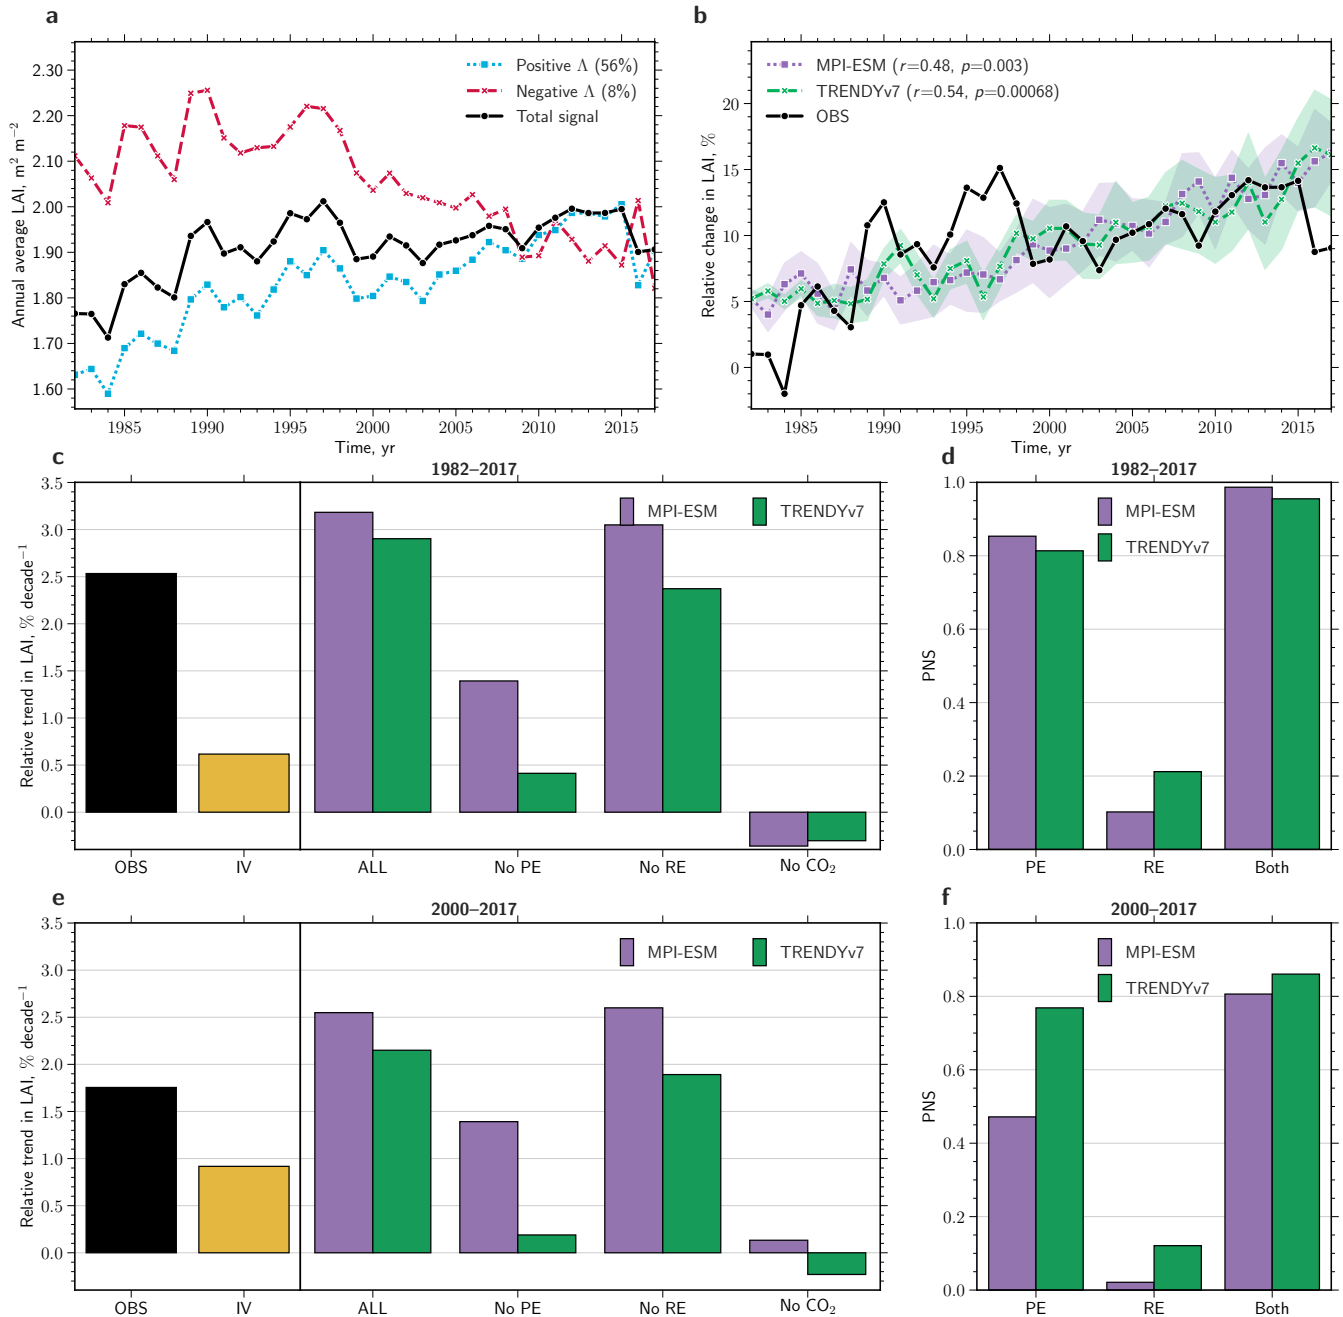 a
Annual average LAI, m² m⁻²
2.30
2.20
2.10
2.00
1.90
1.80
1.70
1.60
Positive Λ (56%)
Negative Λ (8%)
Total signal
1985 1990 1995 2000 2005 2010 2015
Time, yr
b
Relative change in LAI, %
20
15
10
5
0
MPI-ESM (r=0.48, p=0.003)
TRENDYv7 (r=0.54, p=0.00068)
OBS
1985 1990 1995 2000 2005 2010 2015
Time, yr
c
1982–2017
Relative trend in LAI, % decade⁻¹
3.5
3.0
2.5
2.0
1.5
1.0
0.5
0.0
MPI-ESM TRENDYv7
OBS IV ALL No PE No RE No CO₂
d
1982–2017
PNS
1.0
0.8
0.6
0.4
0.2
0.0
MPI-ESM
TRENDYv7
PE RE Both
e
2000–2017
Relative trend in LAI, % decade⁻¹
3.5
3.0
2.5
2.0
1.5
1.0
0.5
0.0
MPI-ESM TRENDYv7
OBS IV ALL No PE No RE No CO₂
f
2000–2017
PNS
1.0
0.8
0.6
0.4
0.2
0.0
MPI-ESM
TRENDYv7
PE RE Both